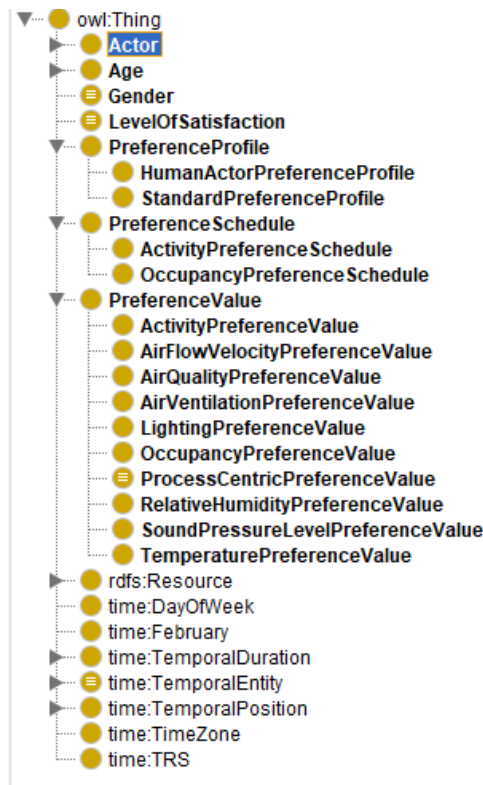 owl:Thing
Actor
Age
Gender
LevelOfSatisfaction
PreferenceProfile
HumanActorPreferenceProfile
StandardPreferenceProfile
PreferenceSchedule
ActivityPreferenceSchedule
OccupancyPreferenceSchedule
PreferenceValue
ActivityPreferenceValue
AirFlowVelocityPreferenceValue
AirQualityPreferenceValue
AirVentilationPreferenceValue
LightingPreferenceValue
OccupancyPreferenceValue
ProcessCentricPreferenceValue
RelativeHumidityPreferenceValue
SoundPressureLevelPreferenceValue
TemperaturePreferenceValue
rdfs:Resource
time:DayOfWeek
time:February
time:TemporalDuration
time:TemporalEntity
time:TemporalPosition
time:TimeZone
time:TRS